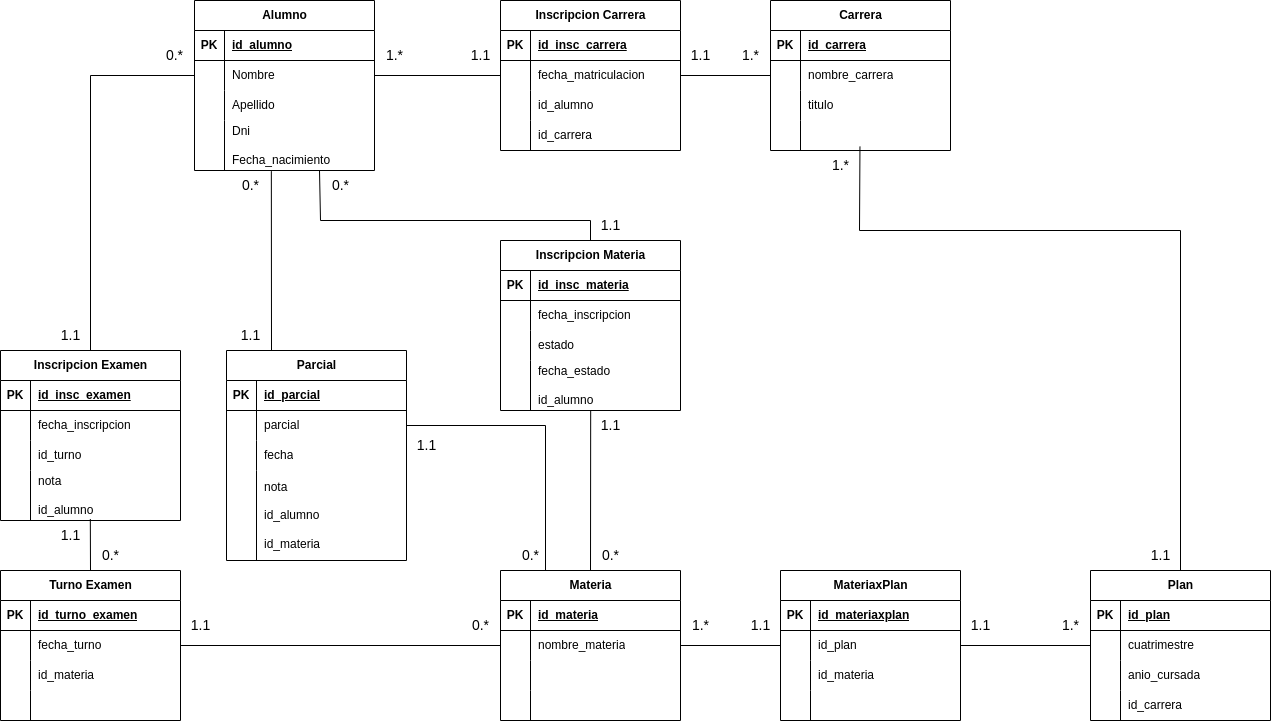 Alumno
PK id_alumno
Nombre
Apellido
Dni
Fecha_nacimiento
Inscripcion Carrera
PK id_insc_carrera
fecha_matriculacion
id_alumno
id_carrera
Carrera
PK id_carrera
nombre_carrera
titulo
0.*
1.*
1.1
1.1
1.*
0.*
0.*
1.*
1.1
Inscripcion Materia
PK id_insc_materia
fecha_inscripcion
estado
fecha_estado
id_alumno
1.1
1.1
Inscripcion Examen
PK id_insc_examen
fecha_inscripcion
id_turno
nota
id_alumno
Parcial
PK id_parcial
parcial
fecha
nota
id_alumno
id_materia
1.1
1.1
1.1
0.*
0.*
0.*
1.1
Turno Examen
PK id_turno_examen
fecha_turno
id_materia
1.1
0.*
Materia
PK id_materia
nombre_materia
1.*
1.1
MateriaxPlan
PK id_materiaxplan
id_plan
id_materia
1.1
1.*
Plan
PK id_plan
cuatrimestre
anio_cursada
id_carrera